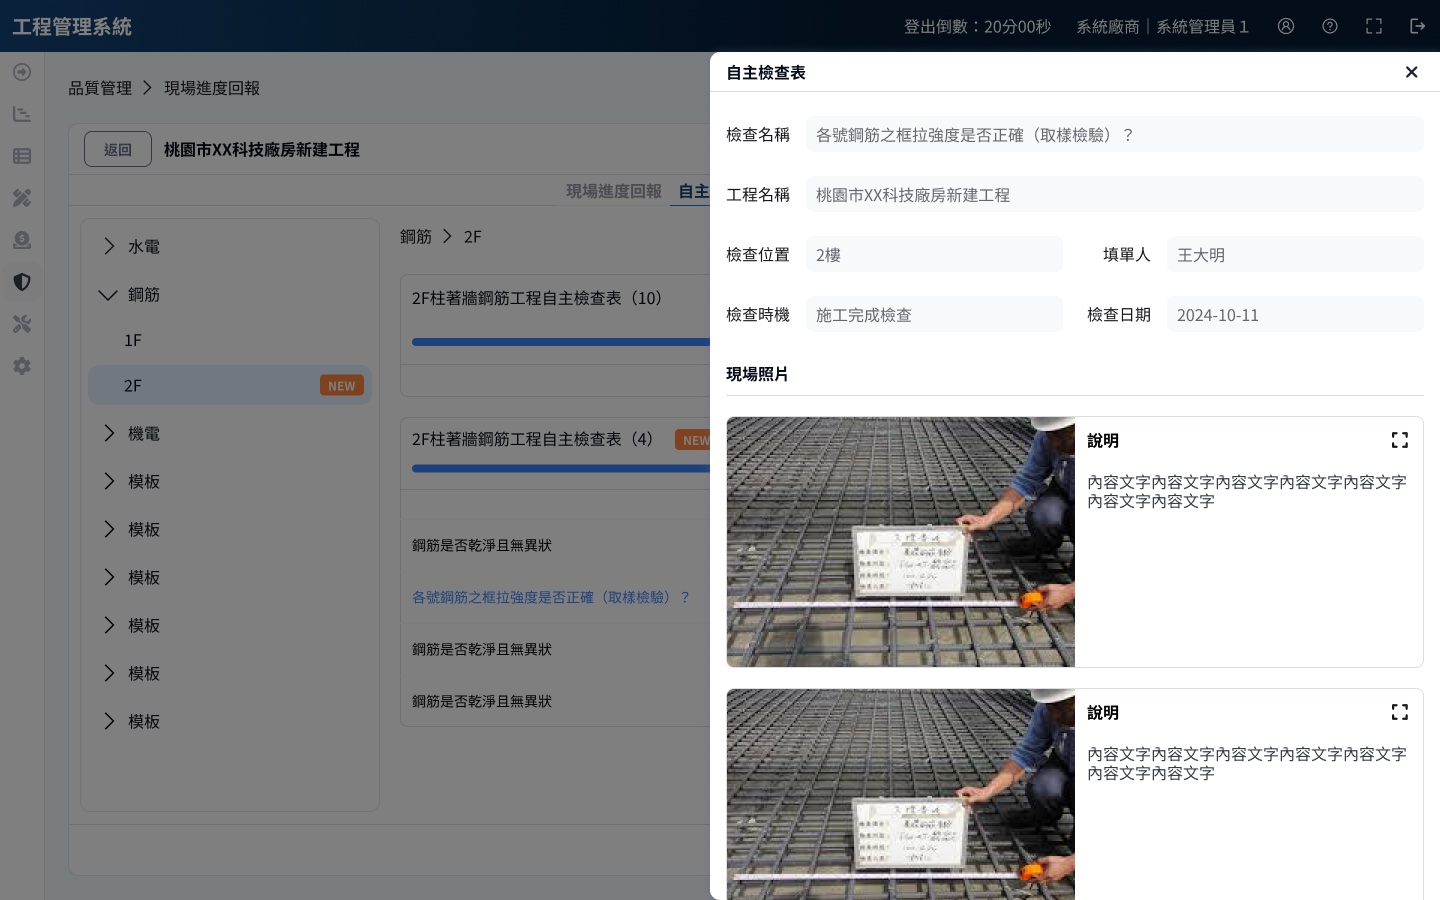 工程管理系統
登出倒數：20分00秒
系統廠商｜系統管理員１
品質管理 > 現場進度回報
返回
桃園市XX科技廠房新建工程
現場進度回報
自主
水電
鋼筋
1F
2F
NEW
機電
模板
模板
模板
模板
模板
模板
鋼筋 > 2F
2F柱著牆鋼筋工程自主檢查表（10）
2F柱著牆鋼筋工程自主檢查表（4）
NEW
鋼筋是否乾淨且無異狀
各號鋼筋之框拉強度是否正確（取樣檢驗）？
鋼筋是否乾淨且無異狀
鋼筋是否乾淨且無異狀
自主檢查表
檢查名稱
各號鋼筋之框拉強度是否正確（取樣檢驗）？
工程名稱
桃園市XX科技廠房新建工程
檢查位置
2樓
填單人
王大明
檢查時機
施工完成檢查
檢查日期
2024-10-11
現場照片
說明
內容文字內容文字內容文字內容文字內容文字
內容文字內容文字
說明
內容文字內容文字內容文字內容文字內容文字
內容文字內容文字